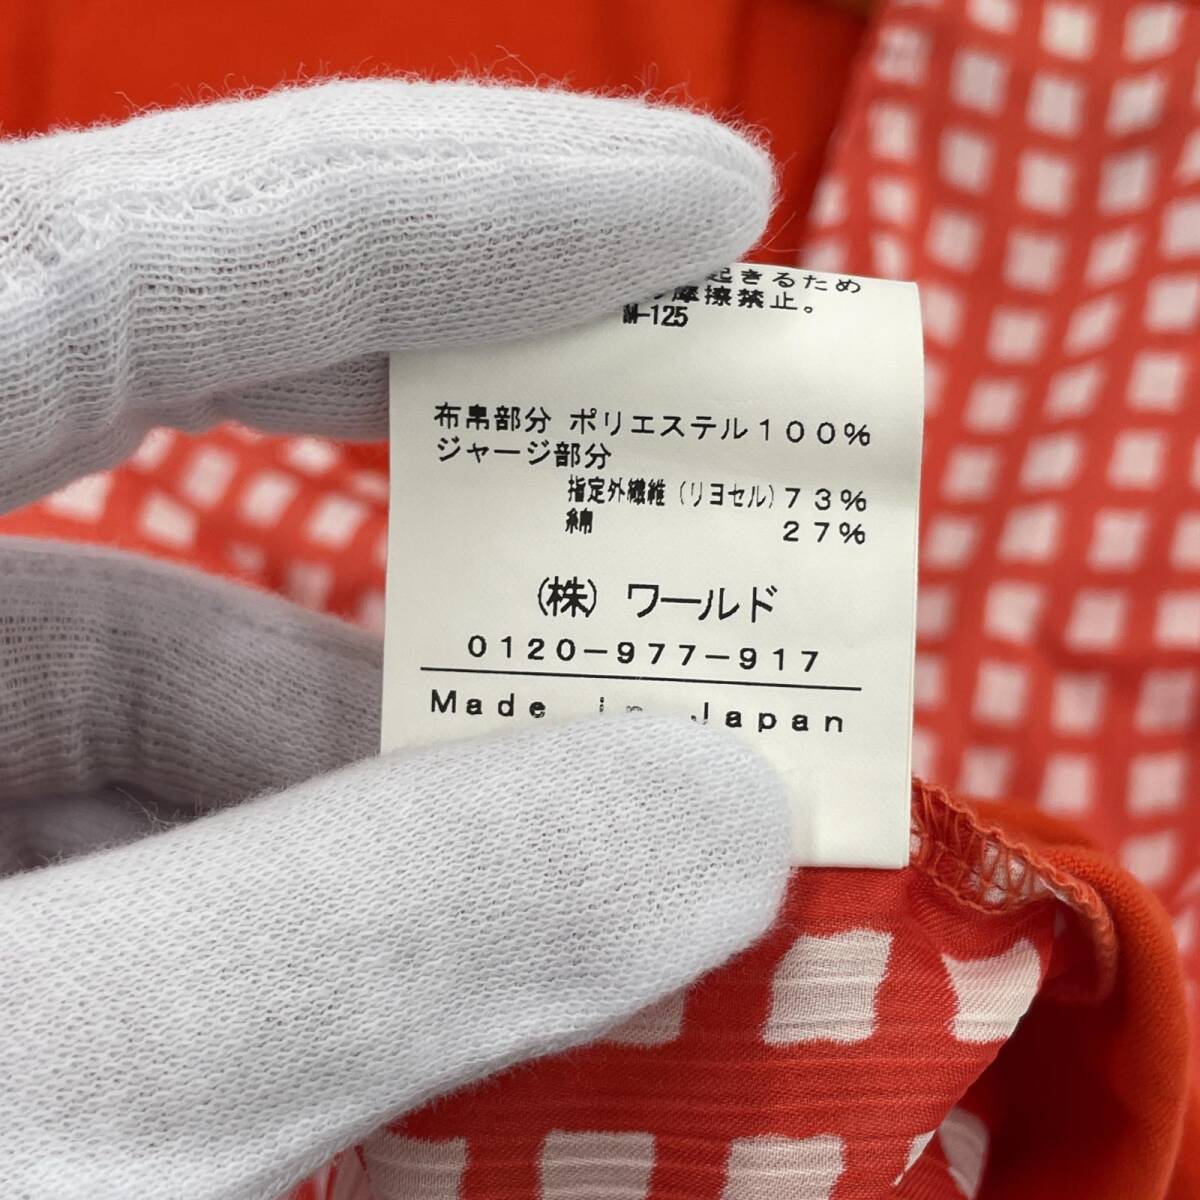 起きるため
摩擦禁止。
M-125
布帛部分 ポリエステル100%
ジャージ部分
指定外繊維(リヨセル)73%
綿 27%
(株) ワールド
0120-977-917
Made in Japan